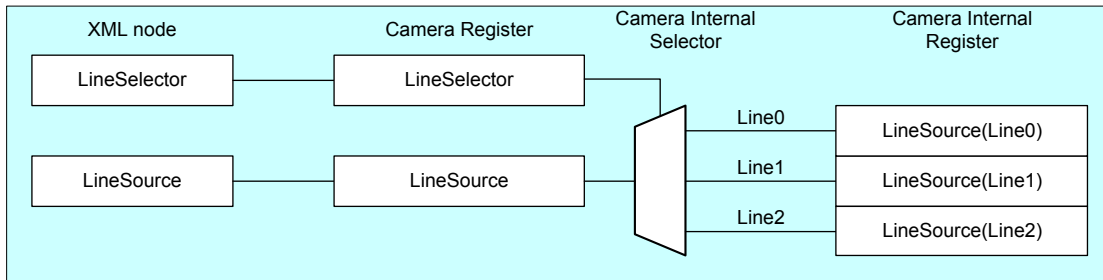 XML node
Camera Register
Camera Internal
Selector
Camera Internal
Register
LineSelector
LineSelector
Line0
LineSource(Line0)
LineSource
LineSource
Line1
LineSource(Line1)
Line2
LineSource(Line2)